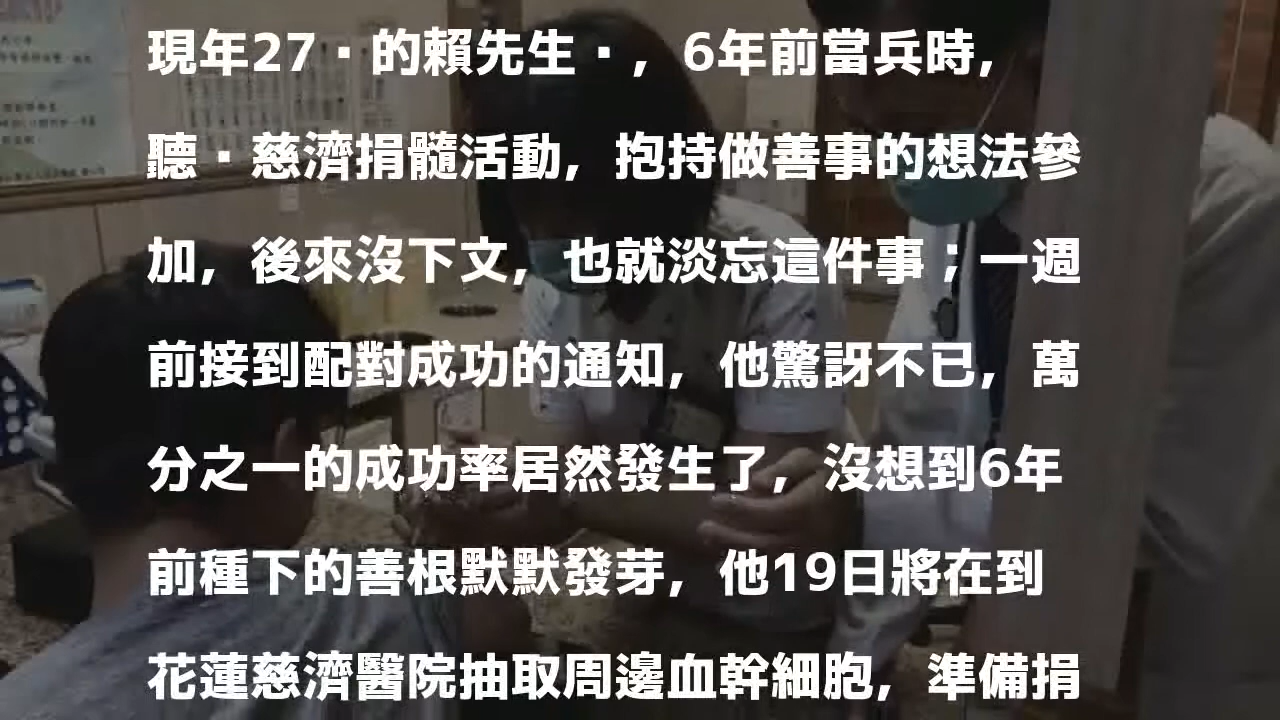 現年27·的賴先生·，6年前當兵時，
聽·慈濟捐髓活動，抱持做善事的想法參
加，後來沒下文，也就淡忘這件事；一週
前接到配對成功的通知，他驚訝不已，萬
分之一的成功率居然發生了，沒想到6年
前種下的善根默默發芽，他19日將在到
花蓮慈濟醫院抽取周邊血幹細胞，準備捐